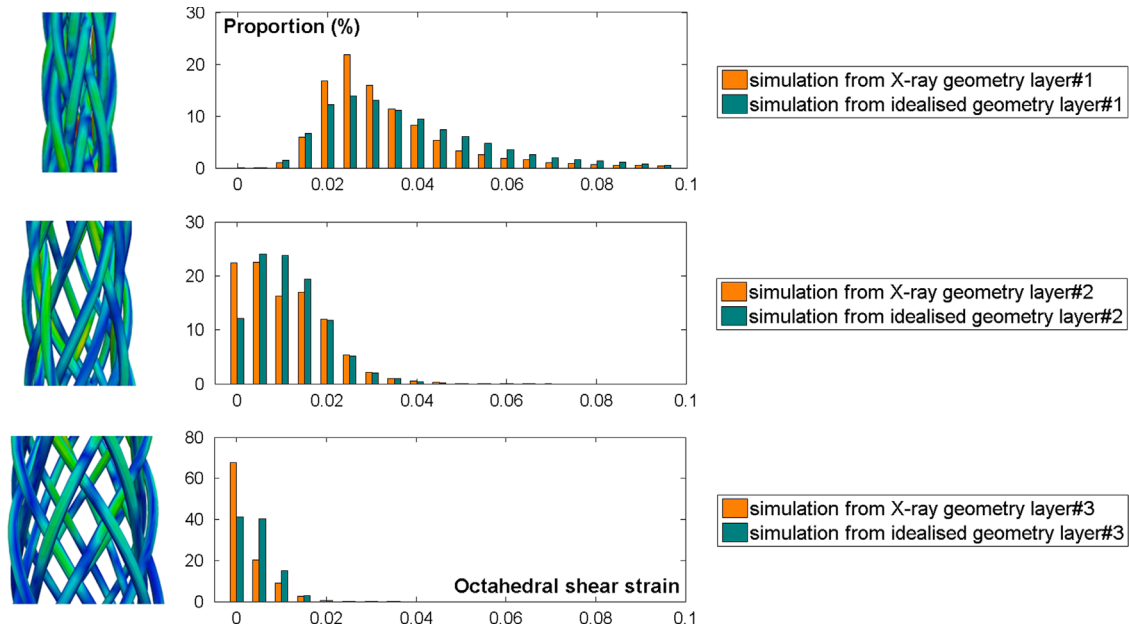 30
Proportion (%)
20
10
0
0 0.02 0.04 0.06 0.08 0.1
simulation from X-ray geometry layer#1
simulation from idealised geometry layer#1
30
20
10
0
0 0.02 0.04 0.06 0.08 0.1
simulation from X-ray geometry layer#2
simulation from idealised geometry layer#2
80
60
40
20
0
Octahedral shear strain
0 0.02 0.04 0.06 0.08 0.1
simulation from X-ray geometry layer#3
simulation from idealised geometry layer#3